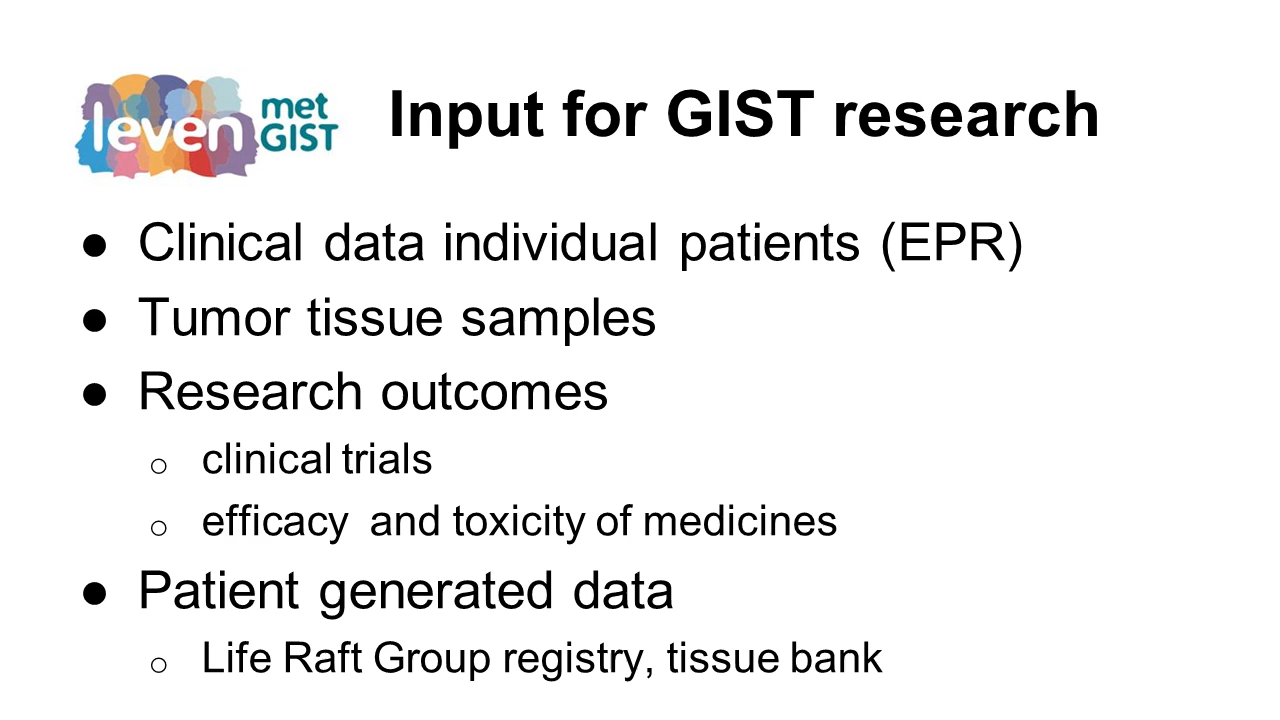 leven met GIST
Input for GIST research
● Clinical data individual patients (EPR)
● Tumor tissue samples
● Research outcomes
o clinical trials
o efficacy and toxicity of medicines
● Patient generated data
o Life Raft Group registry, tissue bank